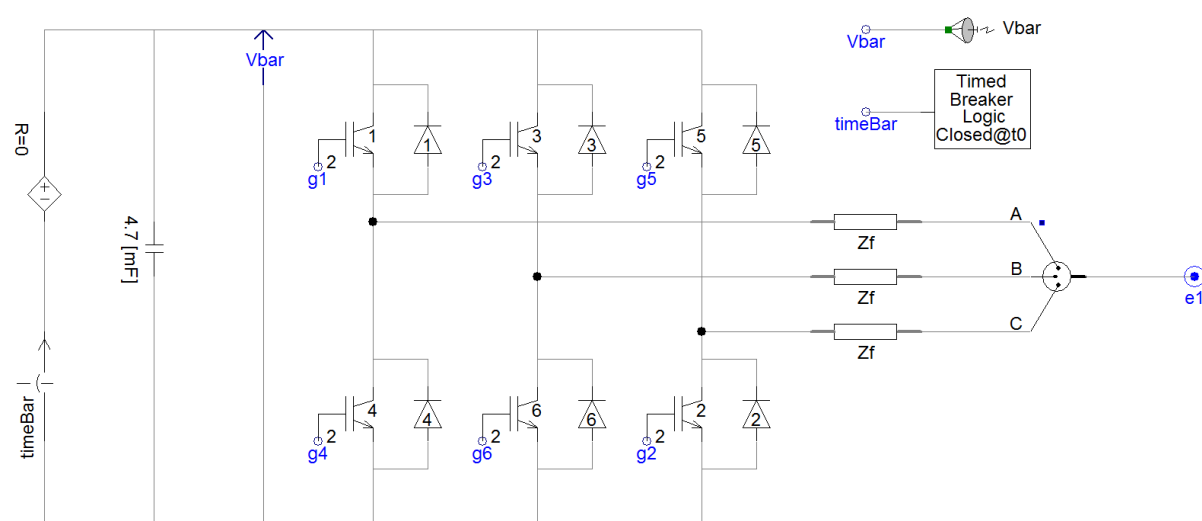 Vbar
Vbar
Vbar
timeBar
Timed
Breaker
Logic
Closed@t0
R=0
+
-
4.7 [mF]
timeBar
1
1
2
g1
3
3
2
g3
5
5
2
g5
A
Zf
B
Zf
C
Zf
e1
4
4
2
g4
6
6
2
g6
2
2
2
g2